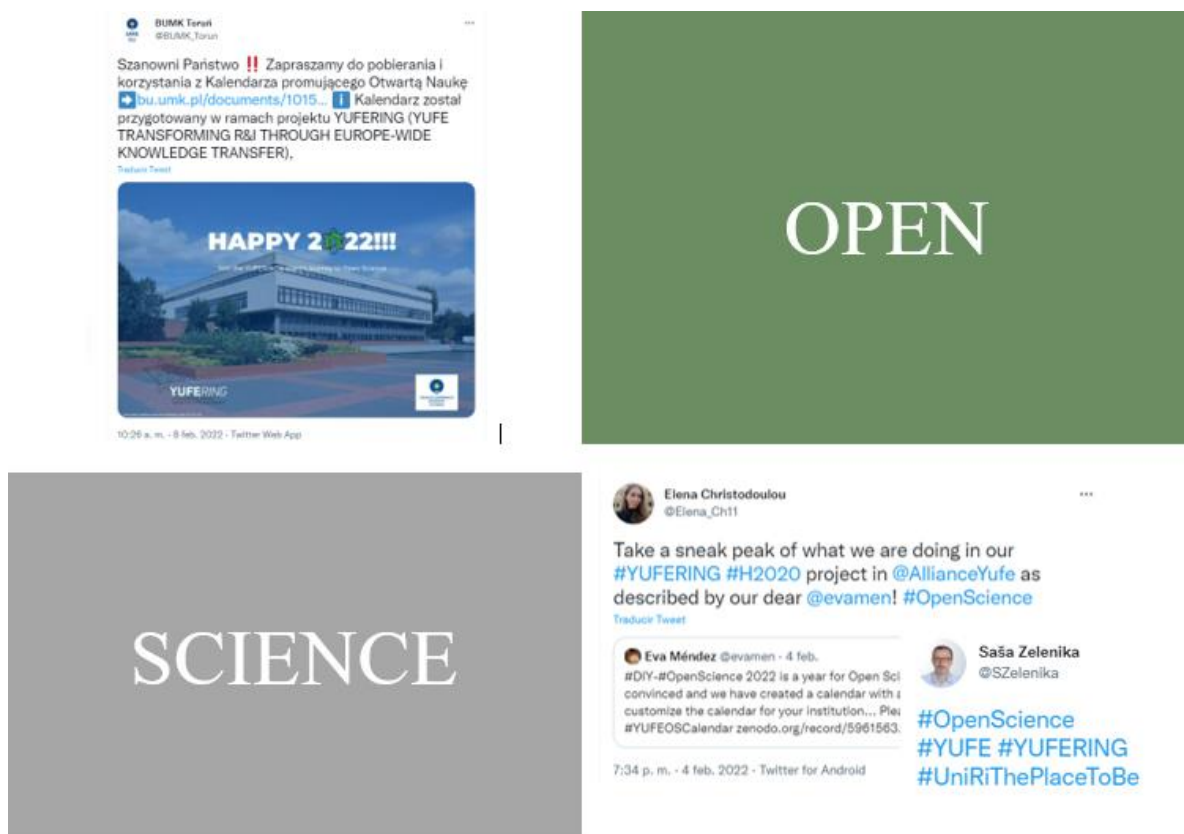 BUMK Toruń
@BUMK_Torun
Szanowni Państwo ‼ Zapraszamy do pobierania i
korzystania z Kalendarza promującego Otwartą Naukę
➡bu.umk.pl/documents/1015... ℹ Kalendarz został
przygotowany w ramach projektu YUFERING (YUFE
TRANSFORMING R&I THROUGH EUROPE-WIDE
KNOWLEDGE TRANSFER),
Traducir Tweet
HAPPY 2022!!!
YUFERING
10:26 a. m. · 8 feb. 2022 · Twitter Web App
OPEN
SCIENCE
Elena Christodoulou
@Elena_Ch11
Take a sneak peak of what we are doing in our
#YUFERING #H2020 project in @AllianceYufe as
described by our dear @evamen! #OpenScience
Traducir Tweet
Eva Méndez @evamen · 4 feb.
#DIY-#OpenScience 2022 is a year for Open Sci
convinced and we have created a calendar with a
customize the calendar for your institution... Plea
#YUFEOSCalendar zenodo.org/record/5961563.
7:34 p. m. · 4 feb. 2022 · Twitter for Android
Saša Zelenika
@SZelenika
#OpenScience
#YUFE #YUFERING
#UniRiThePlaceToBe